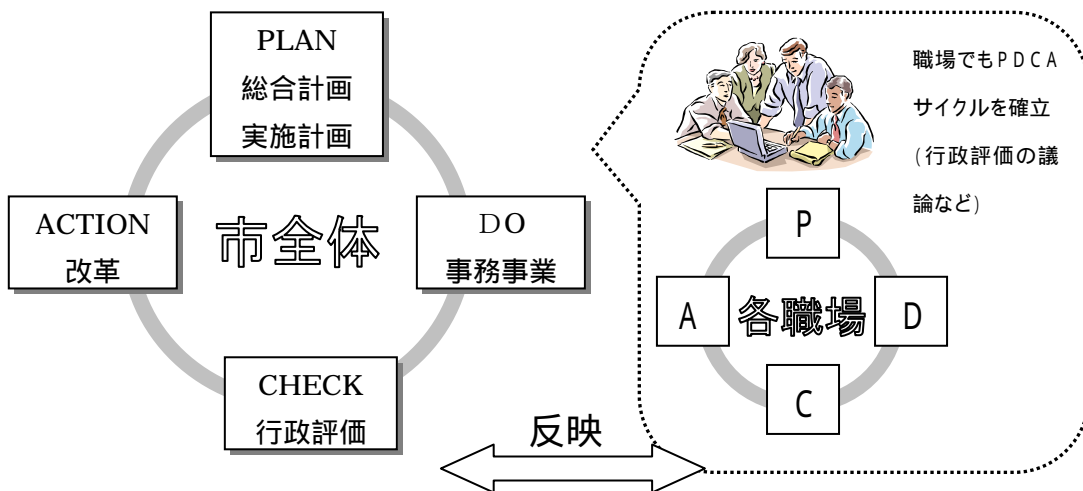 PLAN
総合計画
実施計画
ACTION
改革
市全体
DO
事務事業
CHECK
行政評価
反映
職場でもPDCA
サイクルを確立
(行政評価の議
論など)
P
A
各職場
D
C